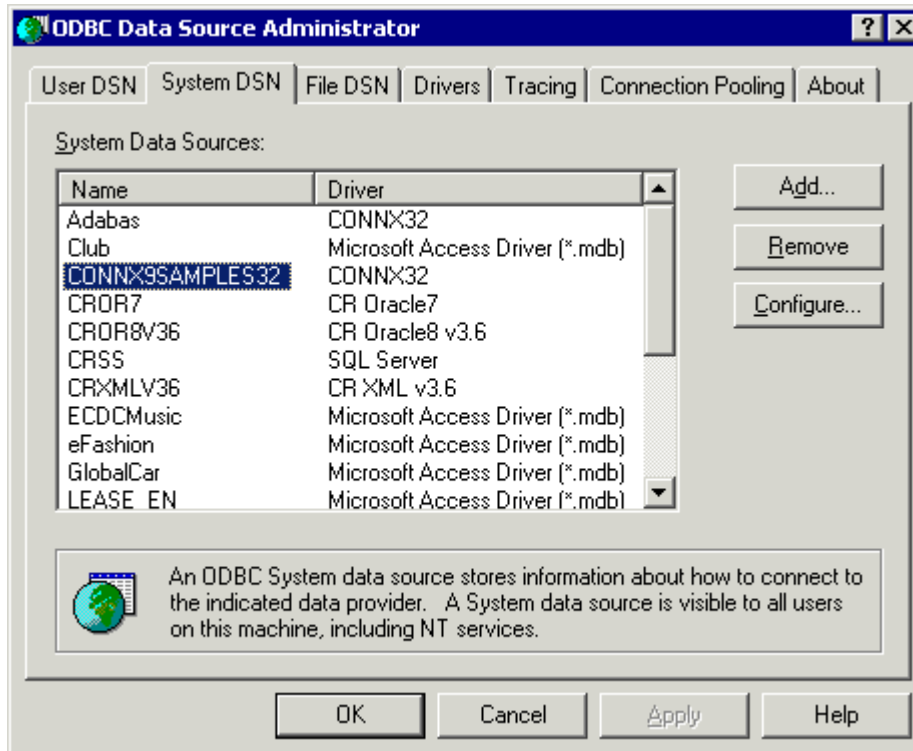 ODBC Data Source Administrator
User DSN System DSN File DSN Drivers Tracing Connection Pooling About
System Data Sources:
Name Driver
Adabas CONNX32
Club Microsoft Access Driver (*.mdb)
CONNX9SAMPLES32 CONNX32
CROR7 CR Oracle7
CROR8V36 CR Oracle8 v3.6
CRSS SQL Server
CRXMLV36 CR XML v3.6
ECDCMusic Microsoft Access Driver (*.mdb)
eFashion Microsoft Access Driver (*.mdb)
GlobalCar Microsoft Access Driver (*.mdb)
LEASE_EN Microsoft Access Driver (*.mdb)
Add...
Remove
Configure...
An ODBC System data source stores information about how to connect to
the indicated data provider. A System data source is visible to all users
on this machine, including NT services.
OK Cancel Apply Help